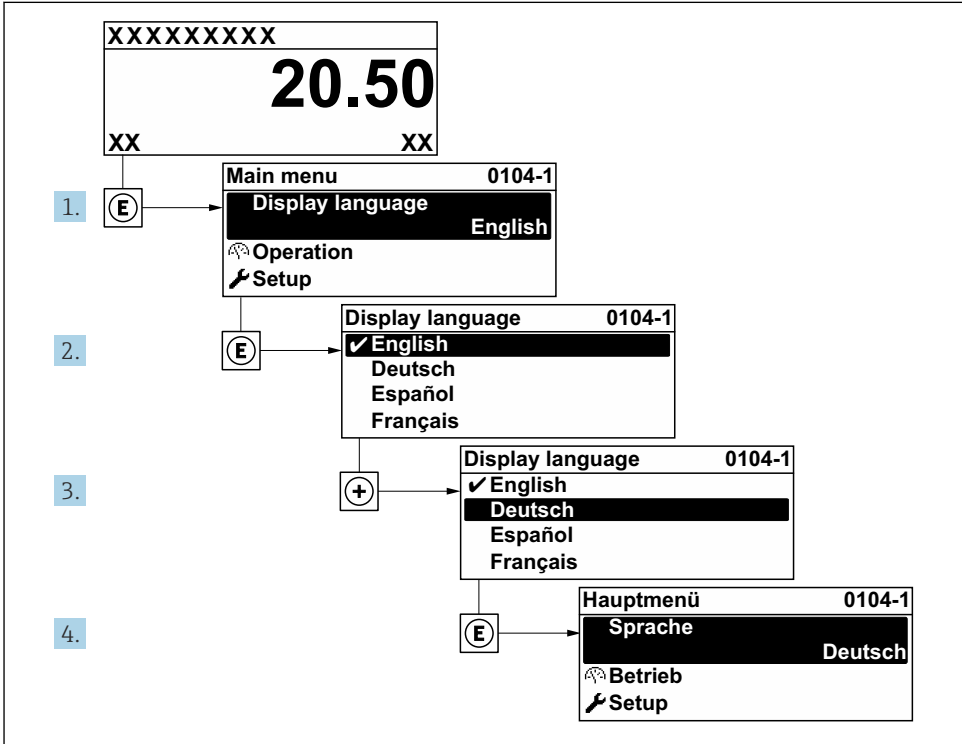 XXXXXXXXX
20.50
XX XX
1.
E
Main menu 0104-1
Display language
English
Operation
Setup
2.
E
Display language 0104-1
✔English
Deutsch
Español
Français
3.
+
Display language 0104-1
✔English
Deutsch
Español
Français
4.
E
Hauptmenü 0104-1
Sprache
Deutsch
Betrieb
Setup